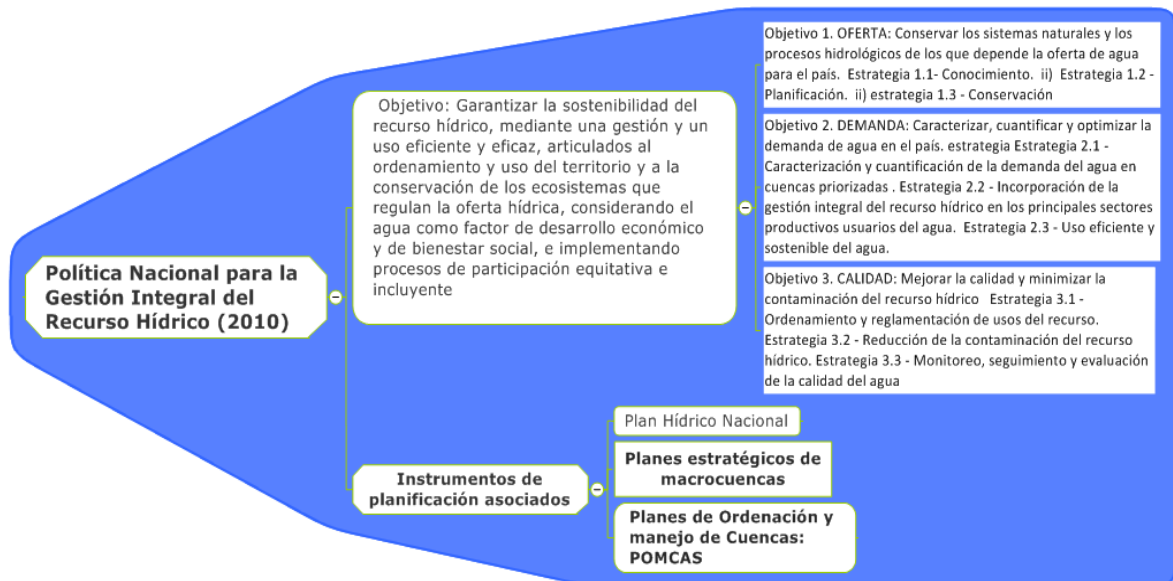 Política Nacional para la
Gestión Integral del
Recurso Hídrico (2010)
Objetivo: Garantizar la sostenibilidad del
recurso hídrico, mediante una gestión y un
uso eficiente y eficaz, articulados al
ordenamiento y uso del territorio y a la
conservación de los ecosistemas que
regulan la oferta hídrica, considerando el
agua como factor de desarrollo económico
y de bienestar social, e implementando
procesos de participación equitativa e
incluyente
Objetivo 1. OFERTA: Conservar los sistemas naturales y los
procesos hidrológicos de los que depende la oferta de agua
para el país. Estrategia 1.1- Conocimiento. ii) Estrategia 1.2 -
Planificación. ii) estrategia 1.3 - Conservación
Objetivo 2. DEMANDA: Caracterizar, cuantificar y optimizar la
demanda de agua en el país. estrategia Estrategia 2.1 -
Caracterización y cuantificación de la demanda del agua en
cuencas priorizadas . Estrategia 2.2 - Incorporación de la
gestión integral del recurso hídrico en los principales sectores
productivos usuarios del agua. Estrategia 2.3 - Uso eficiente y
sostenible del agua.
Objetivo 3. CALIDAD: Mejorar la calidad y minimizar la
contaminación del recurso hídrico Estrategia 3.1 -
Ordenamiento y reglamentación de usos del recurso.
Estrategia 3.2 - Reducción de la contaminación del recurso
hídrico. Estrategia 3.3 - Monitoreo, seguimiento y evaluación
de la calidad del agua
Instrumentos de
planificación asociados
Plan Hídrico Nacional
Planes estratégicos de
macrocuencas
Planes de Ordenación y
manejo de Cuencas:
POMCAS